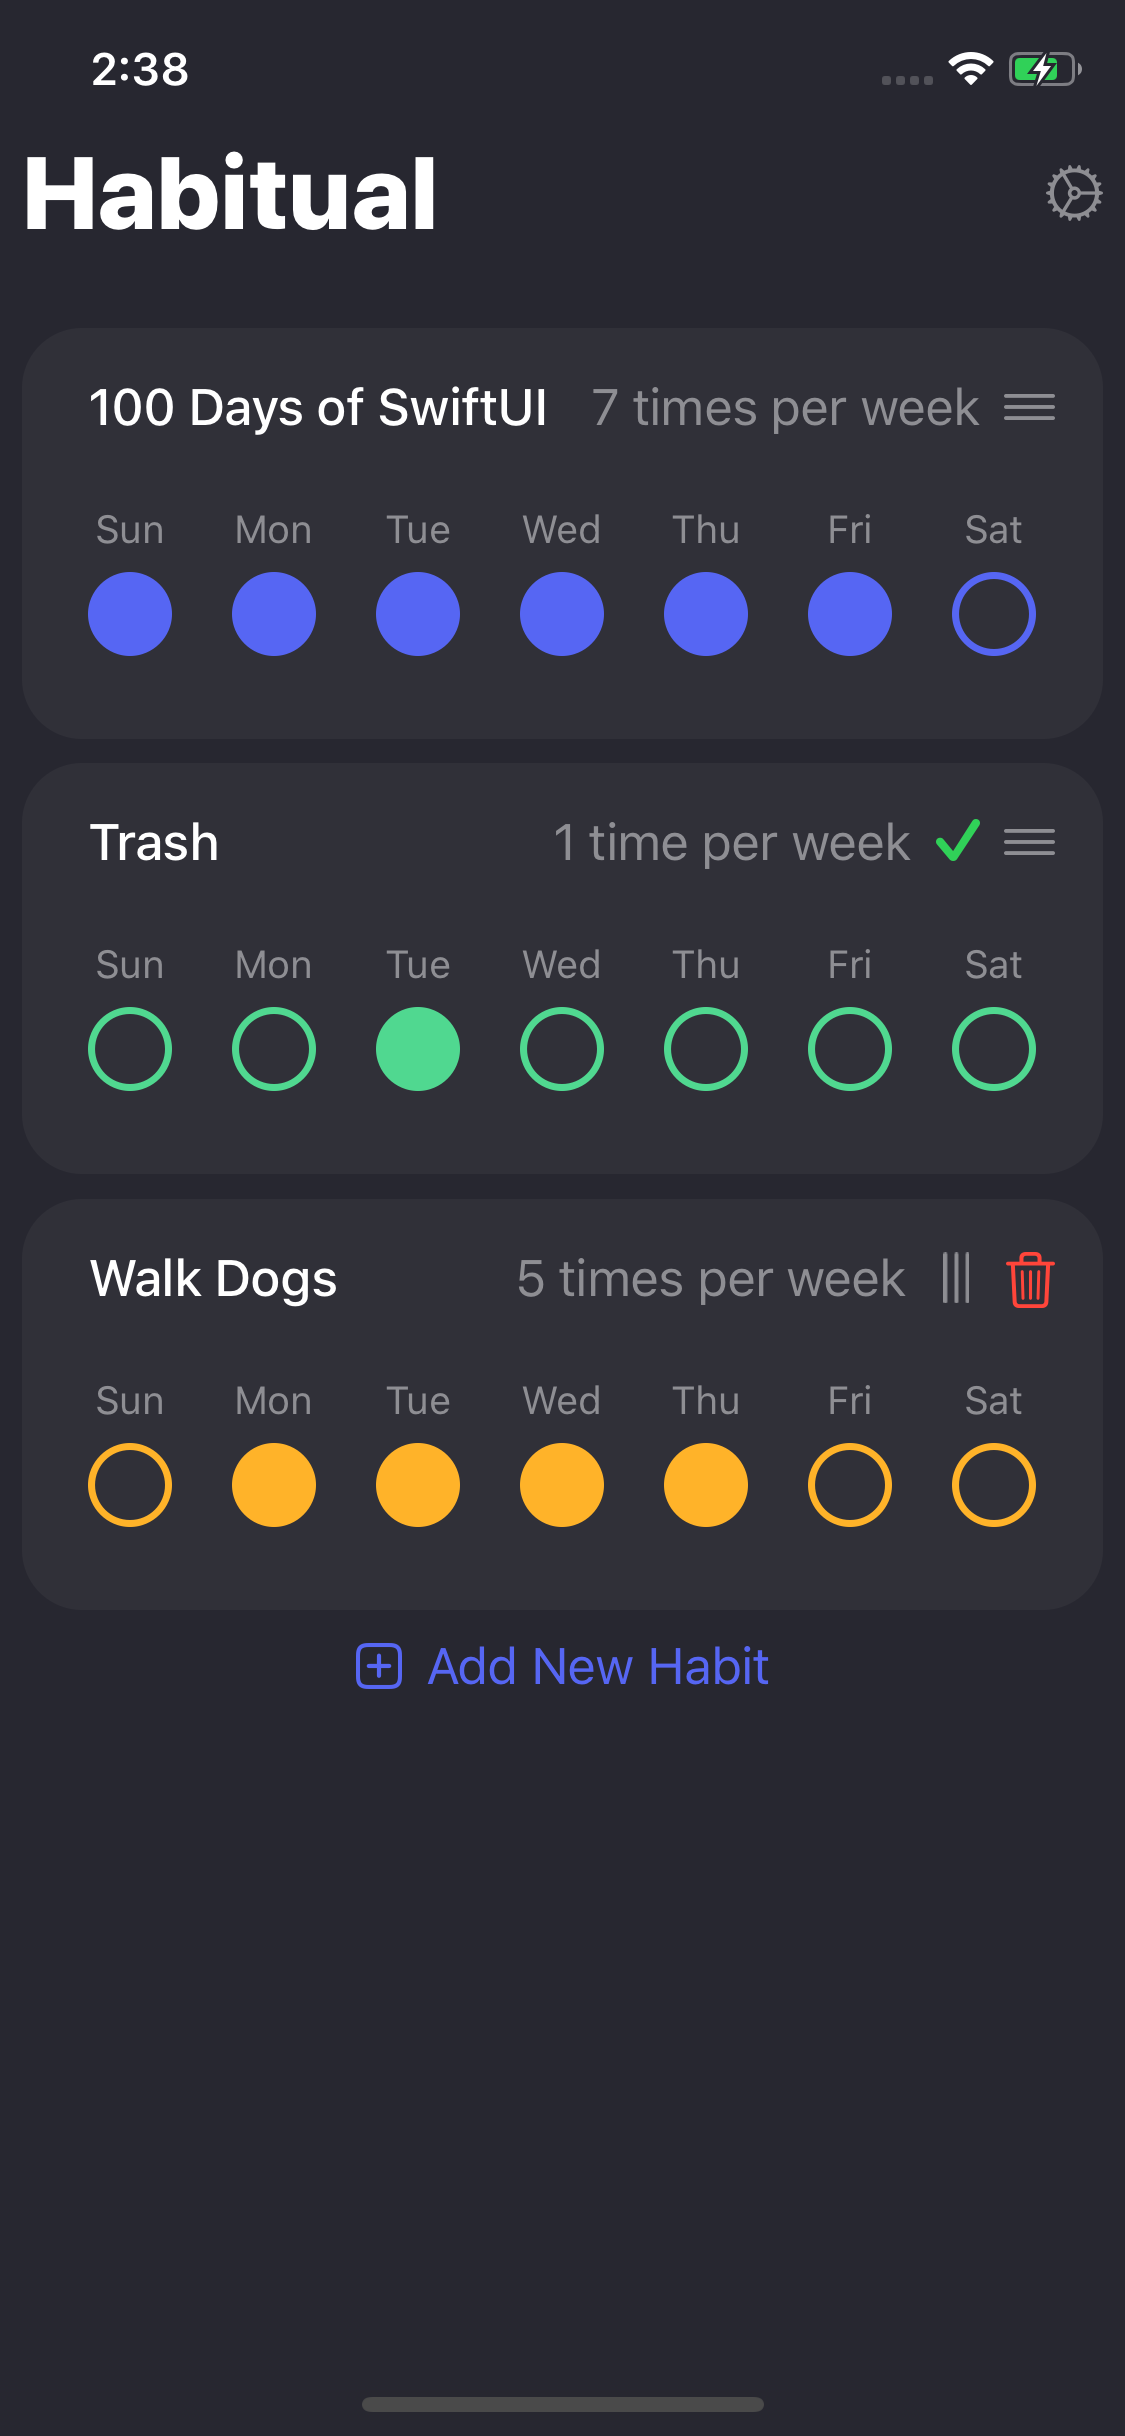 2:38
Habitual
100 Days of SwiftUI 7 times per week
Sun Mon Tue Wed Thu Fri Sat
Trash 1 time per week
Sun Mon Tue Wed Thu Fri Sat
Walk Dogs 5 times per week
Sun Mon Tue Wed Thu Fri Sat
Add New Habit